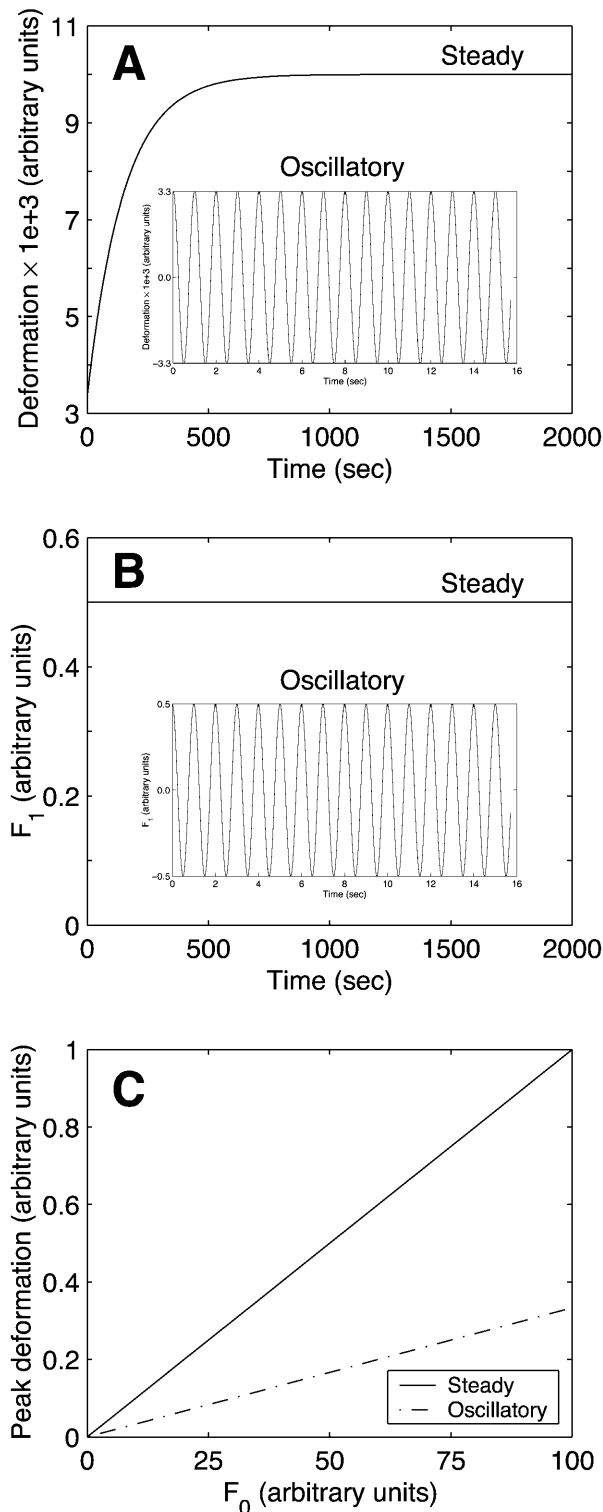 A
Steady
Deformation × 1e+3 (arbitrary units)
11
9
7
5
3
0
500
1000
1500
2000
Time (sec)
Oscillatory
Deformation × 1e+3 (arbitrary units)
3.3
0.0
−3.3
0
2
4
6
8
10
12
14
16
Time (sec)
B
Steady
F1 (arbitrary units)
0.6
0.4
0.2
0
0
500
1000
1500
2000
Time (sec)
Oscillatory
F1 (arbitrary units)
0.5
0.0
−0.5
0
2
4
6
8
10
12
14
16
Time (sec)
C
Peak deformation (arbitrary units)
1
0.8
0.6
0.4
0.2
0
0
25
50
75
100
F0 (arbitrary units)
Steady
Oscillatory